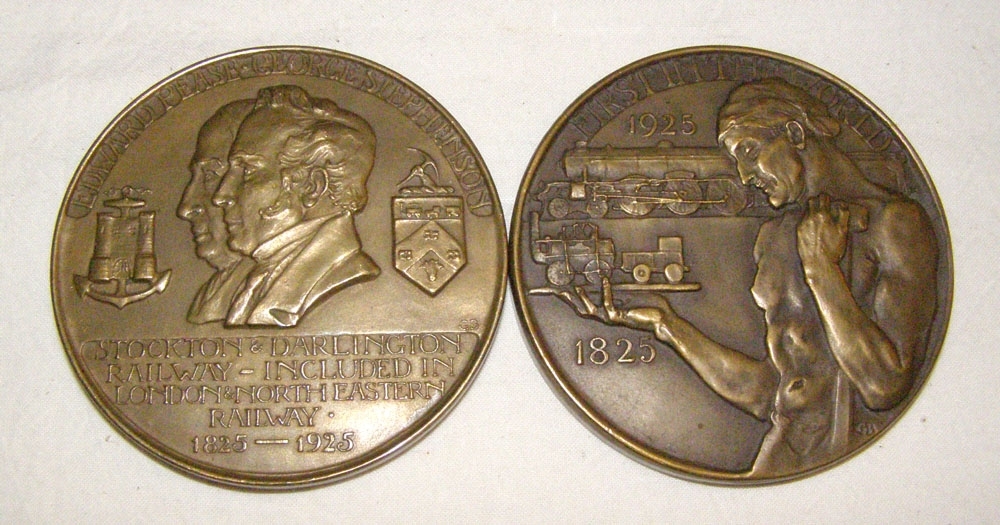 EDWARD PEASE · GEORGE STEPHENSON
STOCKTON & DARLINGTON
RAILWAY – INCLUDED IN
LONDON & NORTH EASTERN
RAILWAY ·
1825 — 1925
FIRST IN THE WORLD
1925
1825